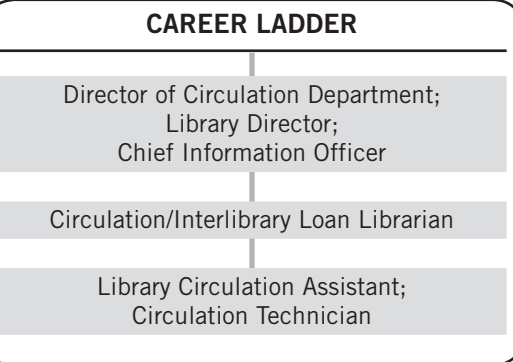 CAREER LADDER
Director of Circulation Department;
Library Director;
Chief Information Officer
Circulation/Interlibrary Loan Librarian
Library Circulation Assistant;
Circulation Technician